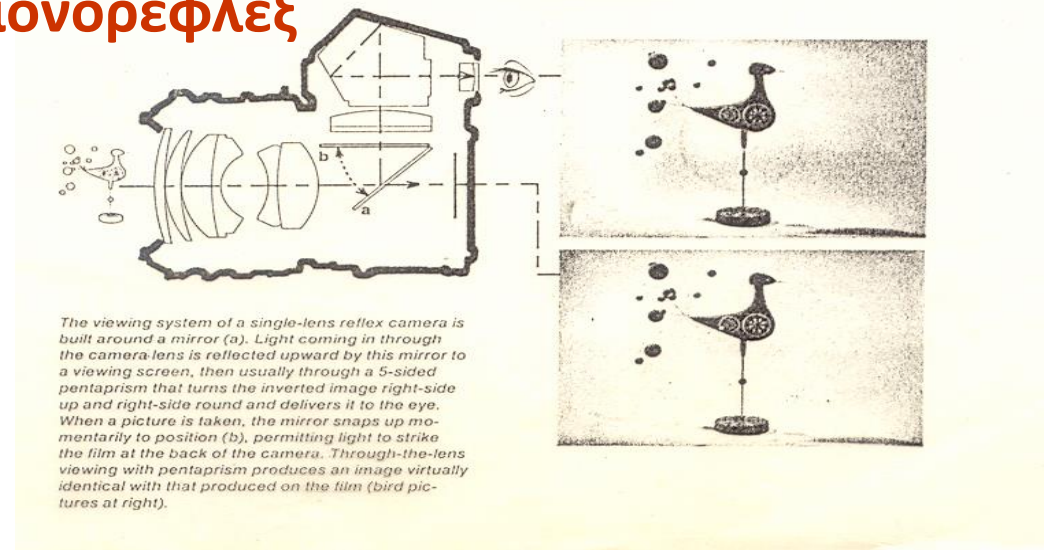 ιονορεφλεξ
b
a
The viewing system of a single-lens reflex camera is
built around a mirror (a). Light coming in through
the camera lens is reflected upward by this mirror to
a viewing screen, then usually through a 5-sided
pentaprism that turns the inverted image right-side
up and right-side round and delivers it to the eye.
When a picture is taken, the mirror snaps up mo-
mentarily to position (b), permitting light to strike
the film at the back of the camera. Through-the-lens
viewing with pentaprism produces an image virtually
identical with that produced on the film (bird pic-
tures at right).